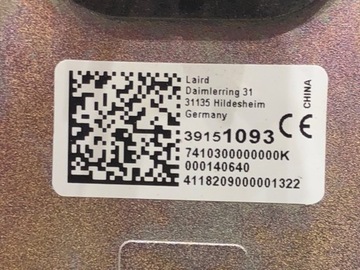 Laird
Daimlerring 31
31135 Hildesheim
Germany
39151093 CE
7410300000000K
000140640
4118209000001322
CHINA